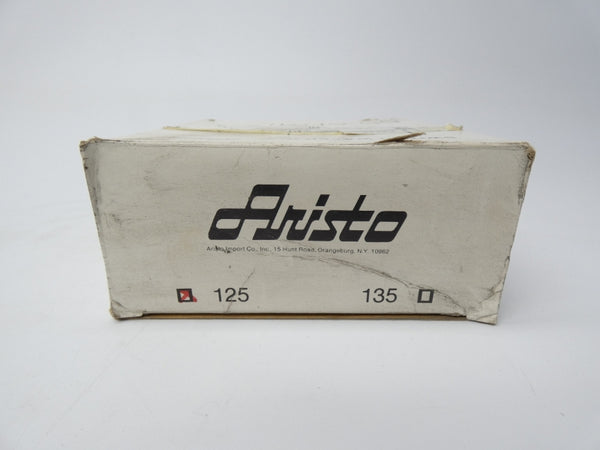 Aristo
Aristo Import Co., Inc., 15 Hunt Road, Orangeburg, N.Y. 10962
125 135